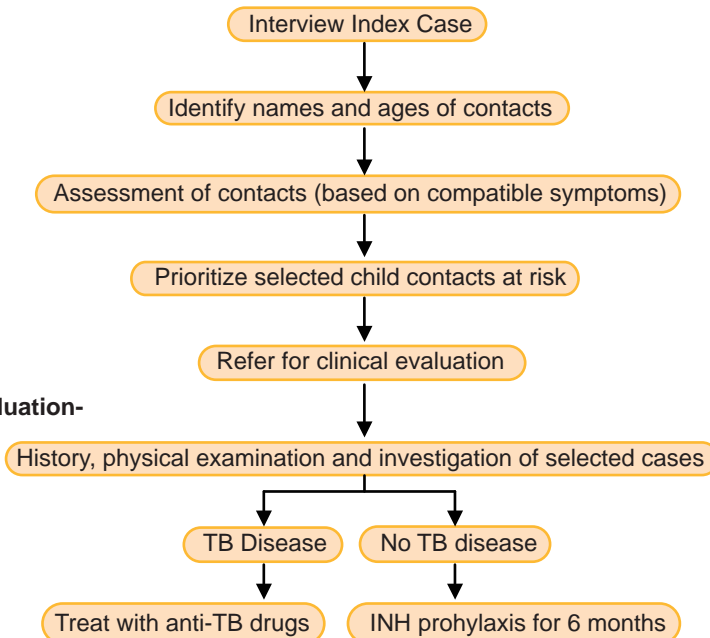 Interview Index Case
Identify names and ages of contacts
Assessment of contacts (based on compatible symptoms)
Prioritize selected child contacts at risk
Refer for clinical evaluation
luation-
History, physical examination and investigation of selected cases
TB Disease
No TB disease
Treat with anti-TB drugs
INH prohylaxis for 6 months